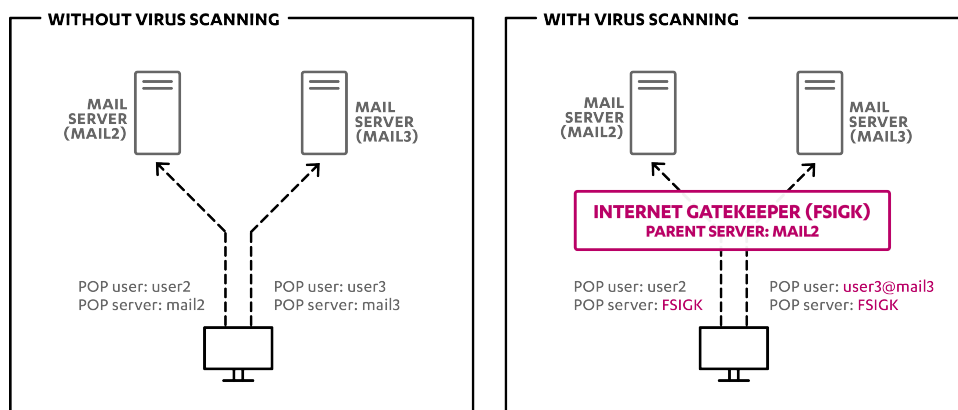 WITHOUT VIRUS SCANNING
MAIL
SERVER
(MAIL2)
MAIL
SERVER
(MAIL3)
POP user: user2
POP server: mail2
POP user: user3
POP server: mail3
WITH VIRUS SCANNING
MAIL
SERVER
(MAIL2)
MAIL
SERVER
(MAIL3)
INTERNET GATEKEEPER (FSIGK)
PARENT SERVER: MAIL2
POP user: user2
POP server: FSIGK
POP user: user3@mail3
POP server: FSIGK